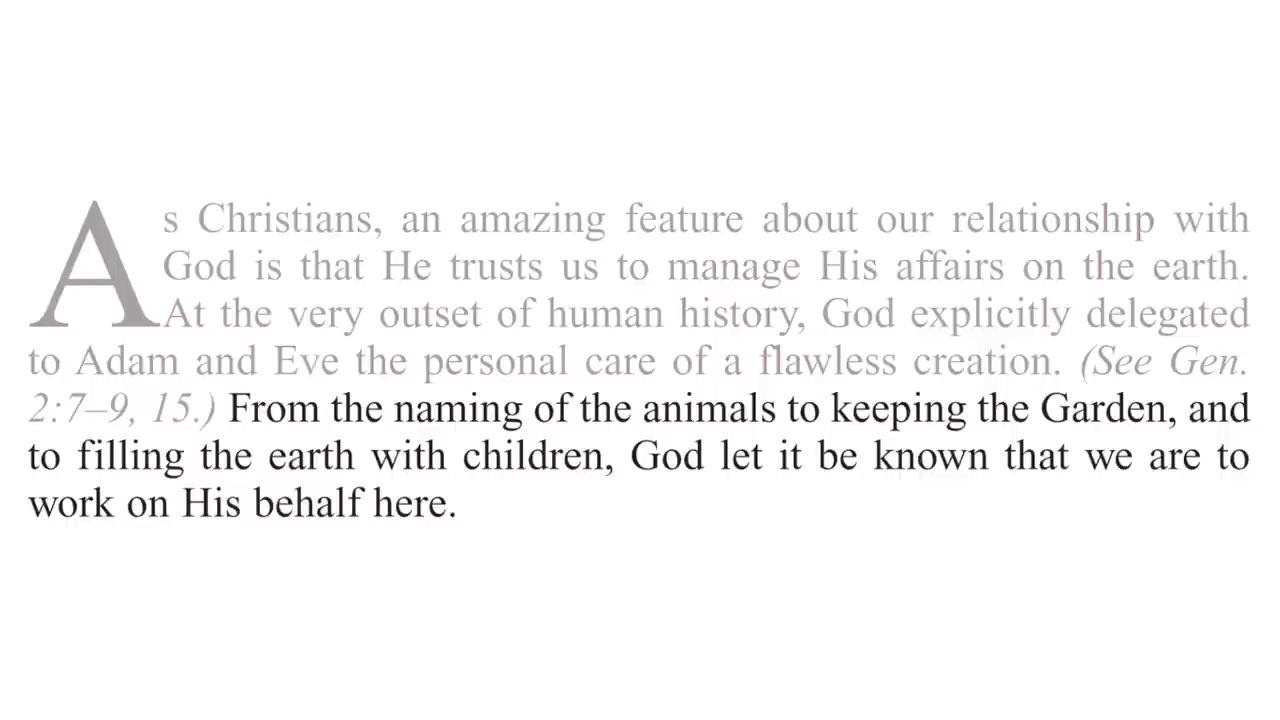 As Christians, an amazing feature about our relationship with
God is that He trusts us to manage His affairs on the earth.
At the very outset of human history, God explicitly delegated
to Adam and Eve the personal care of a flawless creation. (See Gen.
2:7–9, 15.) From the naming of the animals to keeping the Garden, and
to filling the earth with children, God let it be known that we are to
work on His behalf here.